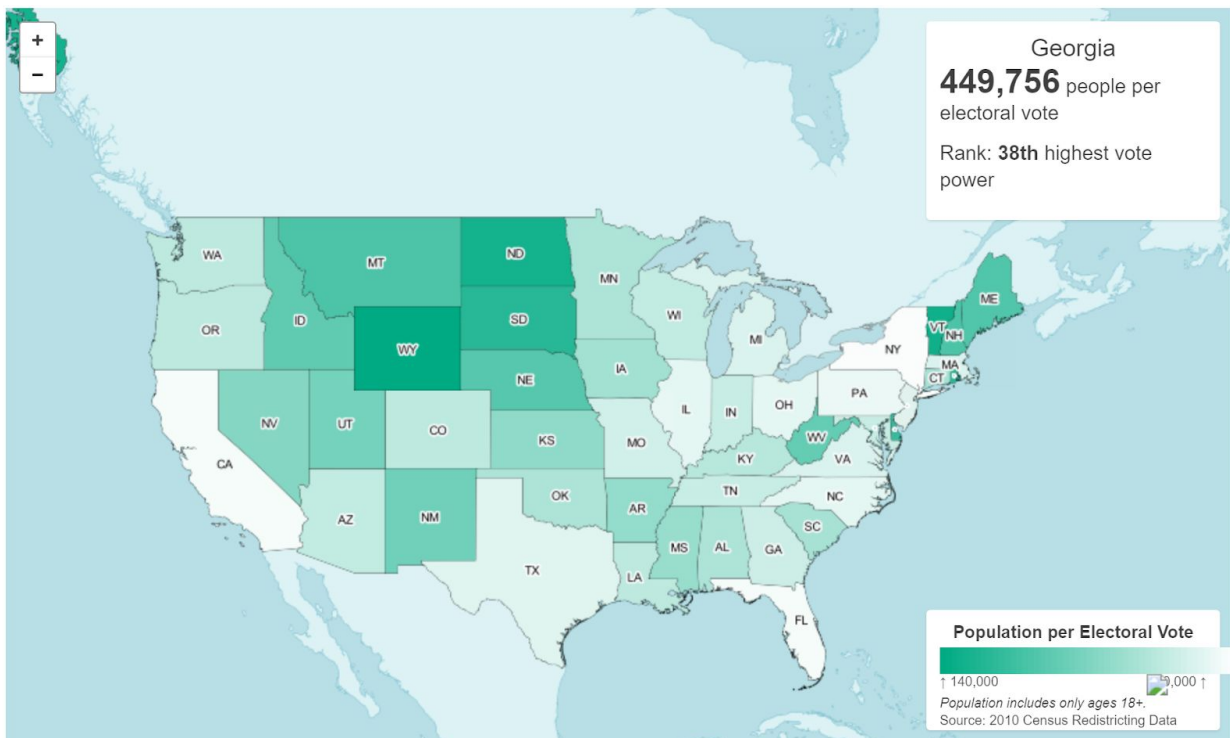 +
−
Georgia
449,756 people per
electoral vote
Rank: 38th highest vote
power
WA
MT
ND
MN
ME
OR
ID
SD
WI
VT
NH
WY
MI
NY
MA
NE
IA
CT
PA
NV
UT
CO
KS
IL
IN
OH
MO
WV
CA
KY
VA
AZ
NM
OK
AR
TN
NC
SC
MS
AL
GA
TX
LA
FL
Population per Electoral Vote
↑ 140,000
,000 ↑
Population includes only ages 18+.
Source: 2010 Census Redistricting Data